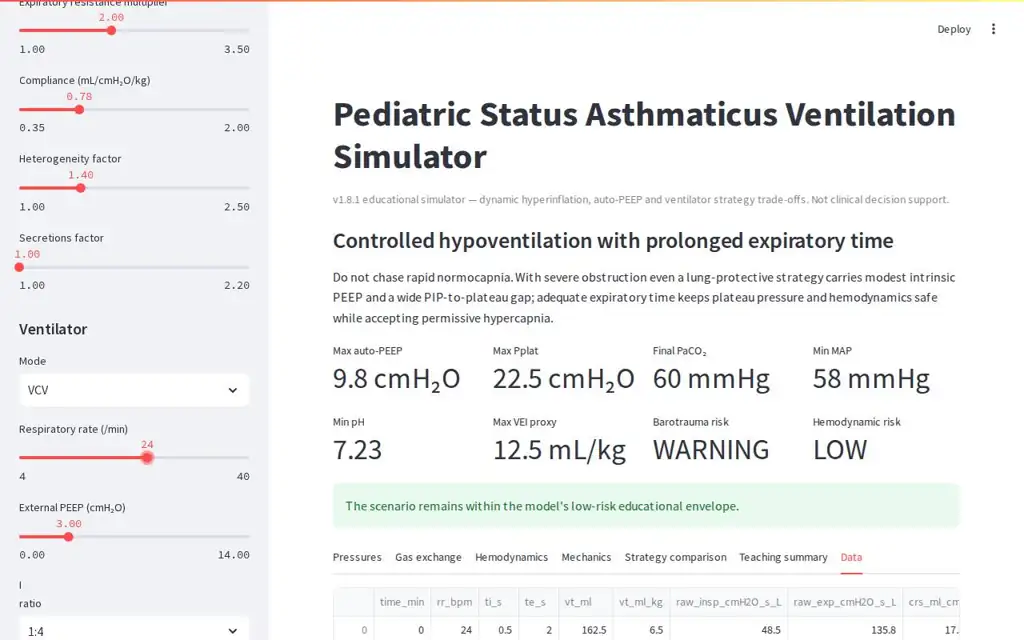 Expiratory resistance multiplier
2.00
1.00 3.50
Compliance (mL/cmH₂O/kg)
0.78
0.35 2.00
Heterogeneity factor
1.40
1.00 2.50
Secretions factor
1.00
1.00 2.20
Ventilator
Mode
VCV
Respiratory rate (/min)
24
4 40
External PEEP (cmH₂O)
3.00
0.00 14.00
I
ratio
1:4
Deploy
Pediatric Status Asthmaticus Ventilation
Simulator
v1.8.1 educational simulator — dynamic hyperinflation, auto-PEEP and ventilator strategy trade-offs. Not clinical decision support.
Controlled hypoventilation with prolonged expiratory time
Do not chase rapid normocapnia. With severe obstruction even a lung-protective strategy carries modest intrinsic
PEEP and a wide PIP-to-plateau gap; adequate expiratory time keeps plateau pressure and hemodynamics safe
while accepting permissive hypercapnia.
Max auto-PEEP Max Pplat Final PaCO₂ Min MAP
9.8 cmH₂O 22.5 cmH₂O 60 mmHg 58 mmHg
Min pH Max VEI proxy Barotrauma risk Hemodynamic risk
7.23 12.5 mL/kg WARNING LOW
The scenario remains within the model's low-risk educational envelope.
Pressures Gas exchange Hemodynamics Mechanics Strategy comparison Teaching summary Data
time_min rr_bpm ti_s te_s vt_ml vt_ml_kg raw_insp_cmH2O_s_L raw_exp_cmH2O_s_L crs_ml_cm
0 0 24 0.5 2 162.5 6.5 48.5 135.8 17.